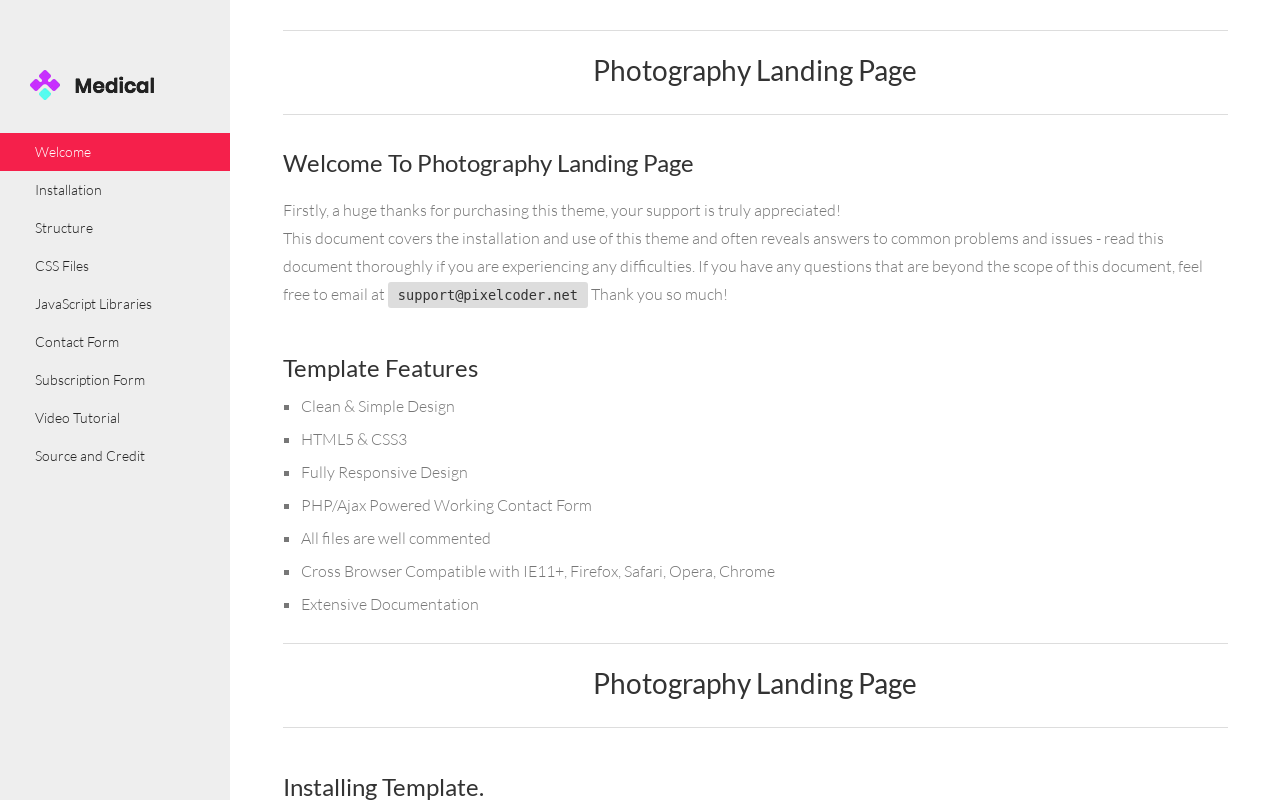 Medical
Welcome
Installation
Structure
CSS Files
JavaScript Libraries
Contact Form
Subscription Form
Video Tutorial
Source and Credit
Photography Landing Page
Welcome To Photography Landing Page
Firstly, a huge thanks for purchasing this theme, your support is truly appreciated!
This document covers the installation and use of this theme and often reveals answers to common problems and issues - read this
document thoroughly if you are experiencing any difficulties. If you have any questions that are beyond the scope of this document, feel
free to email at support@pixelcoder.net Thank you so much!
Template Features
Clean & Simple Design
HTML5 & CSS3
Fully Responsive Design
PHP/Ajax Powered Working Contact Form
All files are well commented
Cross Browser Compatible with IE11+, Firefox, Safari, Opera, Chrome
Extensive Documentation
Photography Landing Page
Installing Template.